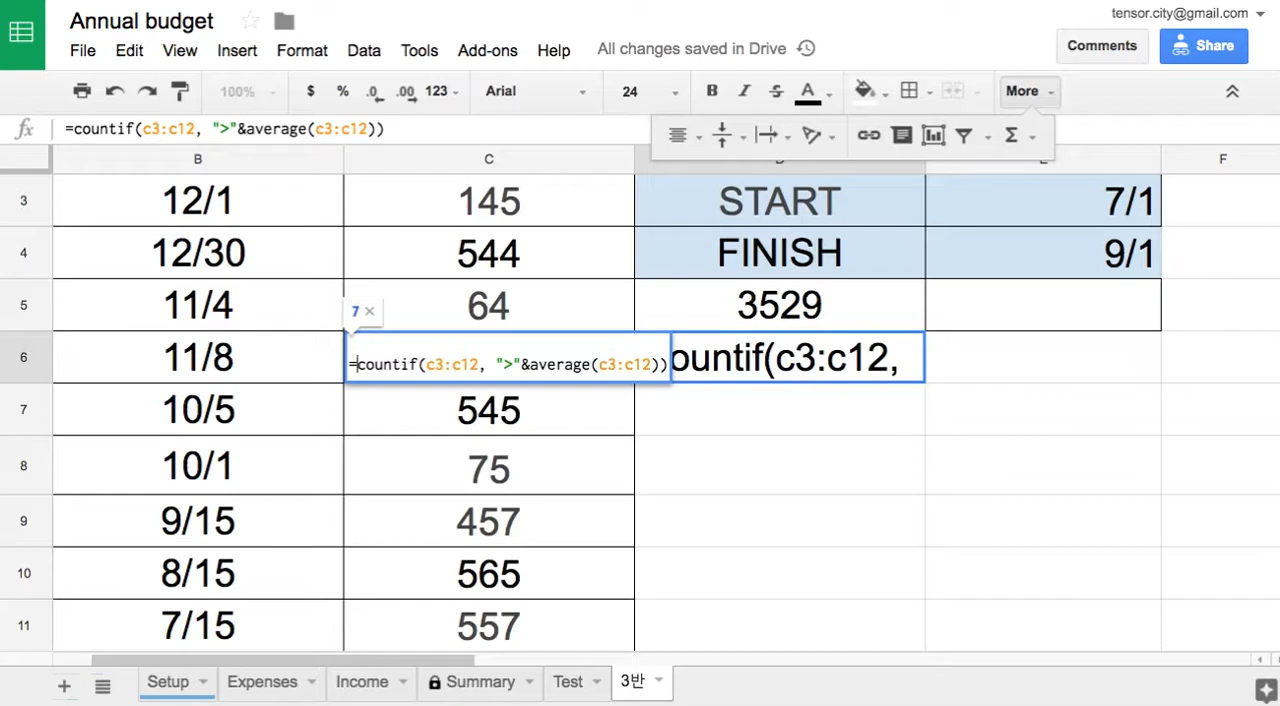 Annual budget
tensor.city@gmail.com
File Edit View Insert Format Data Tools Add-ons Help All changes saved in Drive
Comments Share
100% $ % .0 .00 123 Arial 24 B I S A More
fx =countif(c3:c12, ">"&average(c3:c12))
B C F
3 12/1 145 START 7/1
4 12/30 544 FINISH 9/1
5 11/4 64 3529
7 ×
6 11/8 =countif(c3:c12, ">"&average(c3:c12)) ountif(c3:c12,
7 10/5 545
8 10/1 75
9 9/15 457
10 8/15 565
11 7/15 557
Setup Expenses Income Summary Test 3반